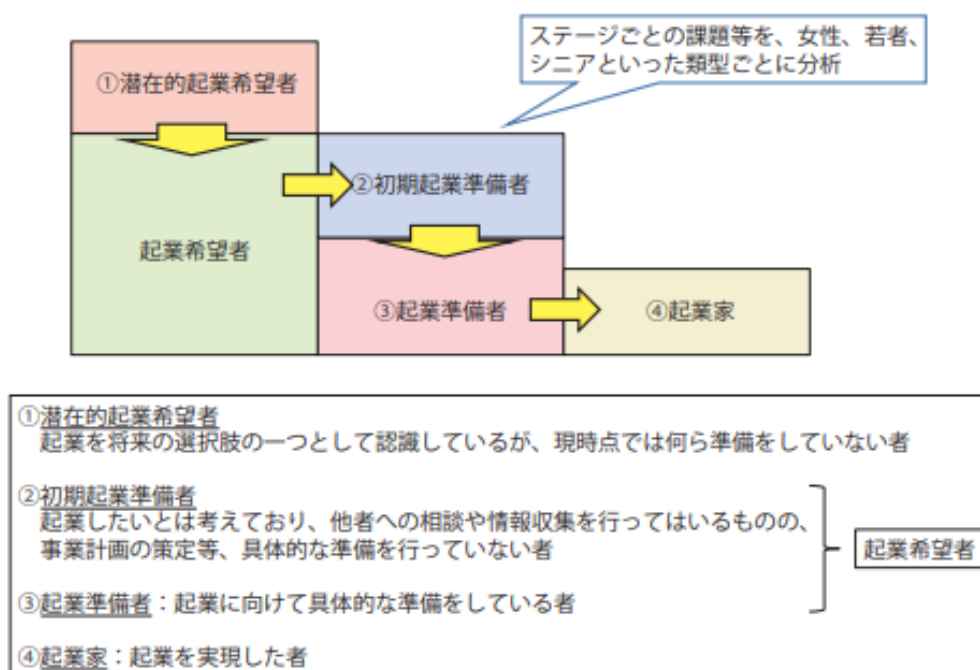 ステージごとの課題等を、女性、若者、
シニアといった類型ごとに分析
①潜在的起業希望者
②初期起業準備者
起業希望者
③起業準備者
④起業家
①潜在的起業希望者
起業を将来の選択肢の一つとして認識しているが、現時点では何ら準備をしていない者
②初期起業準備者
起業したいとは考えており、他者への相談や情報収集を行ってはいるものの、
事業計画の策定等、具体的な準備を行っていない者
起業希望者
③起業準備者：起業に向けて具体的な準備をしている者
④起業家：起業を実現した者